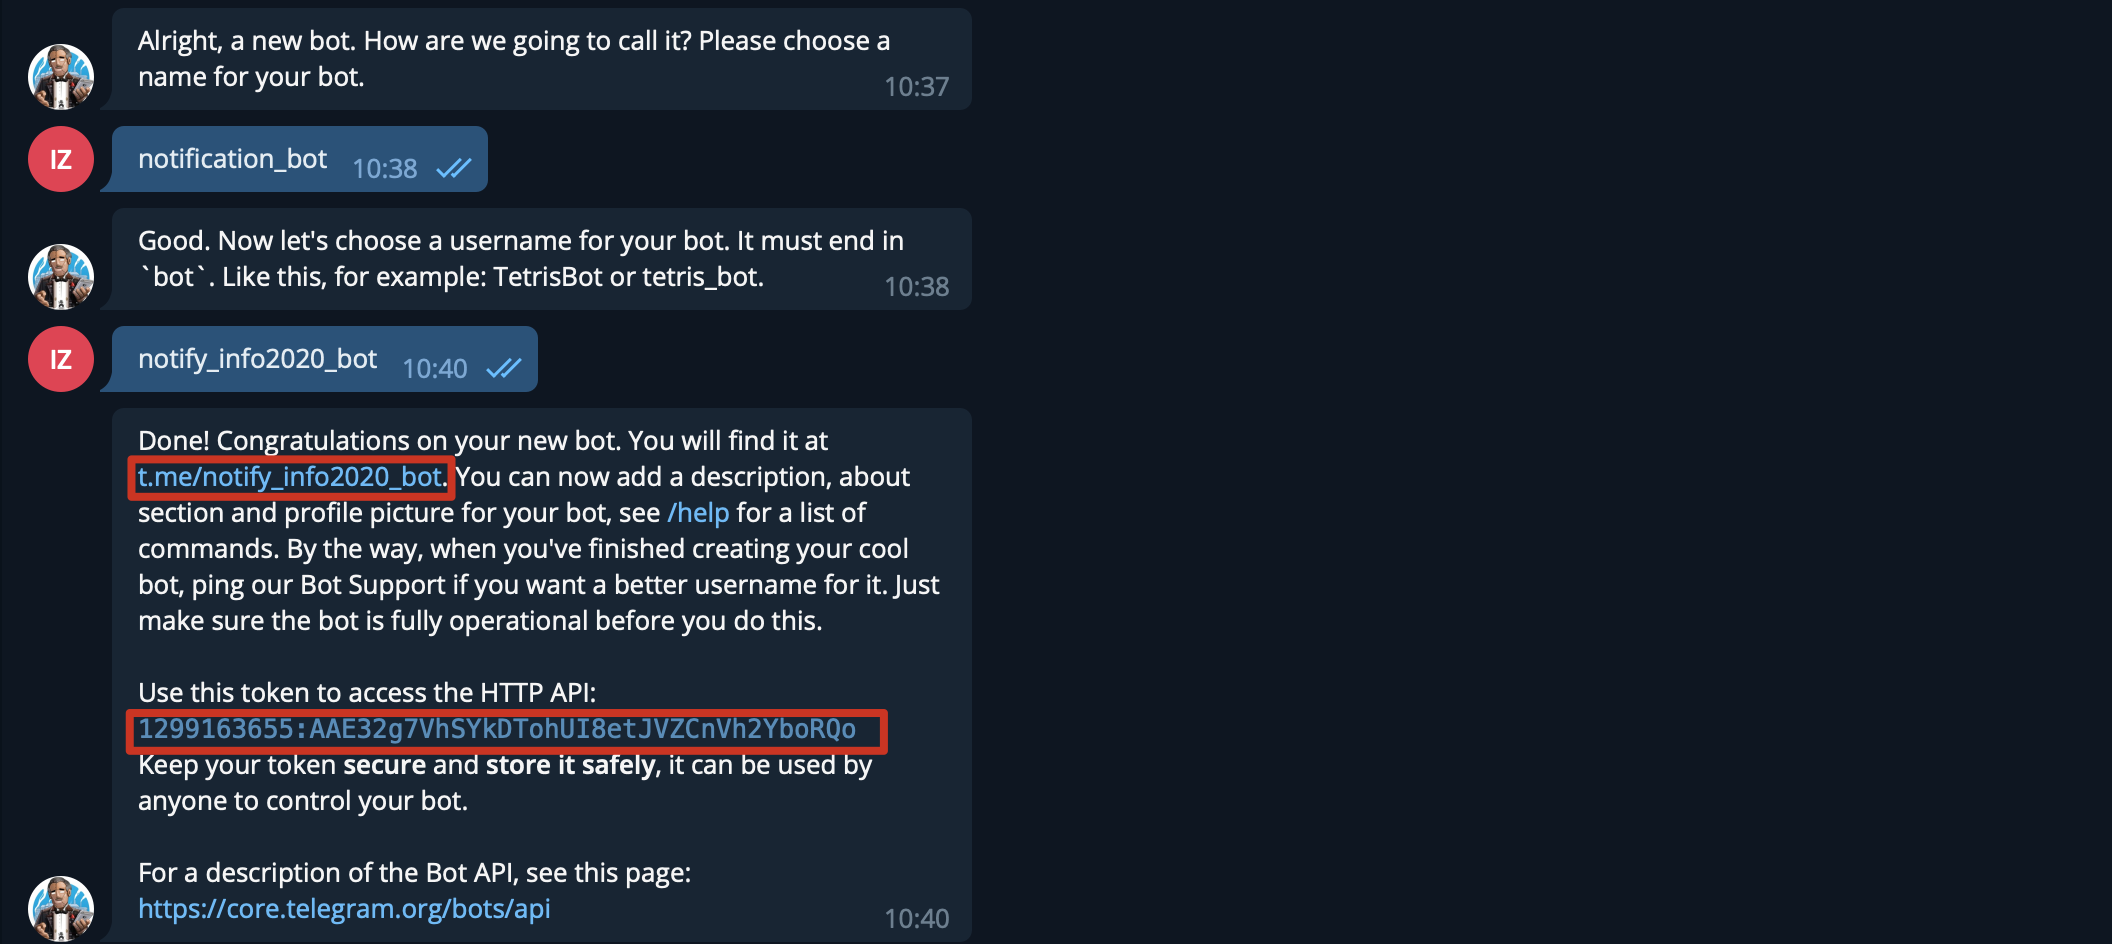 Alright, a new bot. How are we going to call it? Please choose a
name for your bot.
10:37
IZ
notification_bot 10:38
Good. Now let's choose a username for your bot. It must end in
`bot`. Like this, for example: TetrisBot or tetris_bot.
10:38
IZ
notify_info2020_bot 10:40
Done! Congratulations on your new bot. You will find it at
t.me/notify_info2020_bot. You can now add a description, about
section and profile picture for your bot, see /help for a list of
commands. By the way, when you've finished creating your cool
bot, ping our Bot Support if you want a better username for it. Just
make sure the bot is fully operational before you do this.
Use this token to access the HTTP API:
1299163655:AAE32g7VhSYkDTohUI8etJVZCnVh2YboRQo
Keep your token secure and store it safely, it can be used by
anyone to control your bot.
For a description of the Bot API, see this page:
https://core.telegram.org/bots/api
10:40